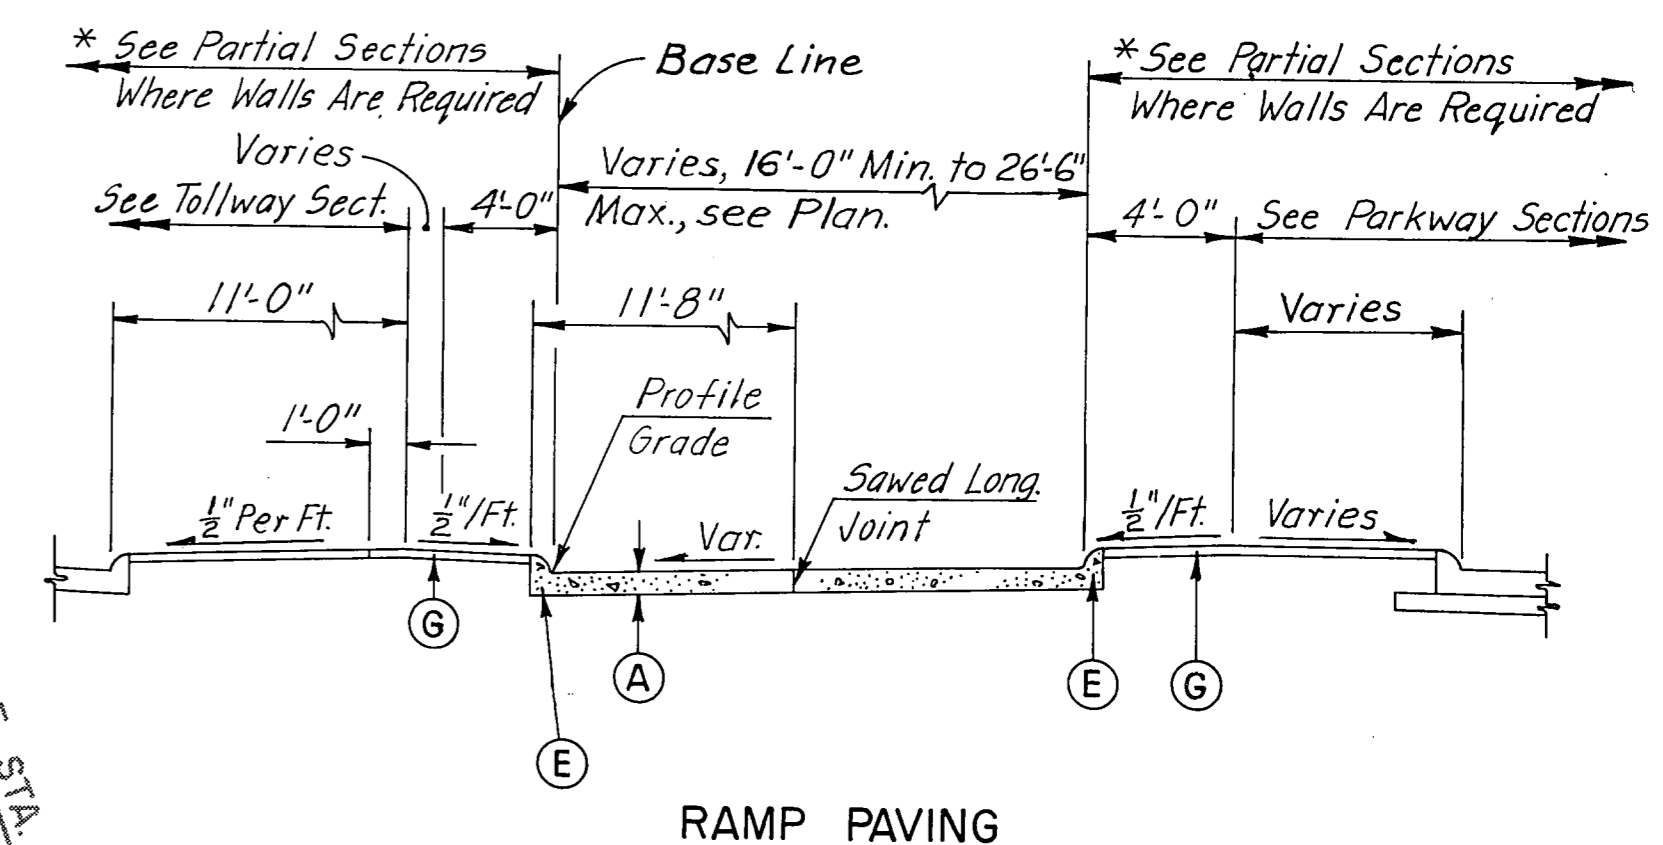 * See Partial Sections
Where Walls Are Required
Base Line
* See Partial Sections
Where Walls Are Required
Varies
See Tollway Sect.
4'-0"
Varies, 16'-0" Min. to 26'-6"
Max., see Plan.
4'-0"
See Parkway Sections
11'-0"
11'-8"
Varies
1'-0"
Profile
Grade
Sawed Long.
Joint
1/2" Per Ft.
1/2"/Ft.
Var.
1/2"/Ft.
Varies
G
A
E
G
E
STA.
RAMP PAVING